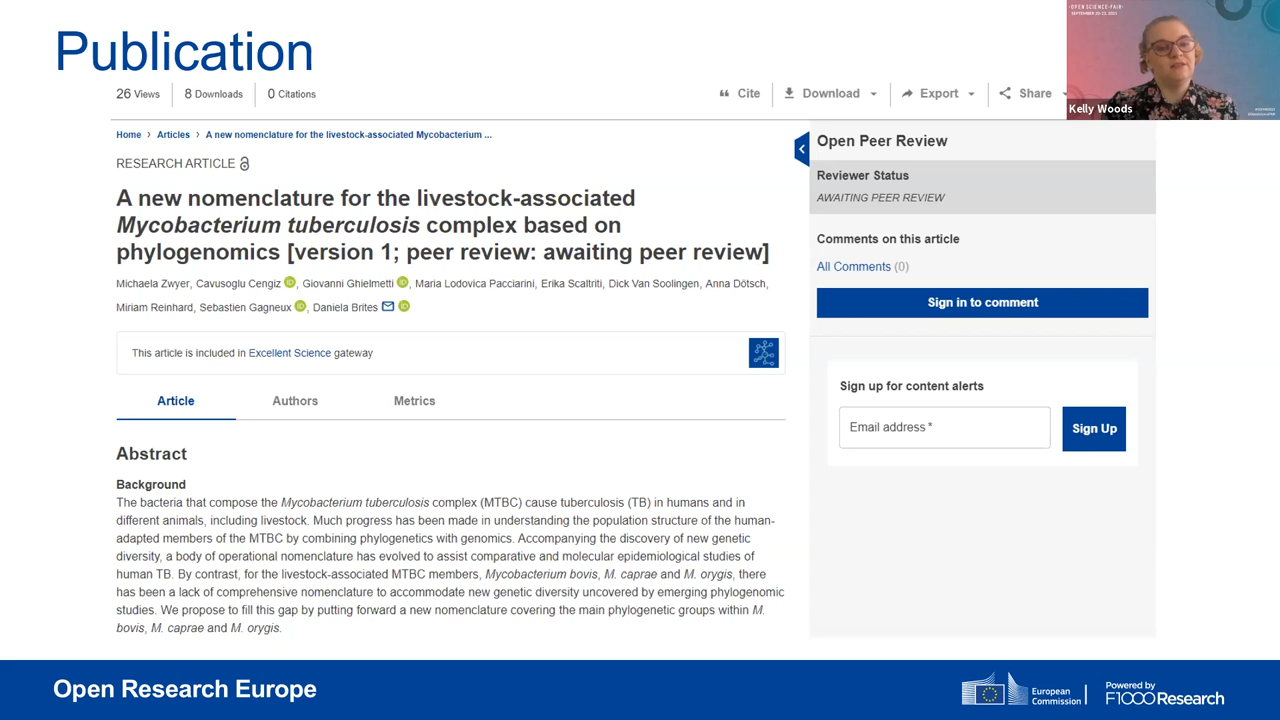 Publication
OPEN SCIENCE FAIR
Kelly Woods
26 Views
8 Downloads
0 Citations
Cite
Download
Export
Share
Home › Articles › A new nomenclature for the livestock-associated Mycobacterium ...
RESEARCH ARTICLE
A new nomenclature for the livestock-associated
Mycobacterium tuberculosis complex based on
phylogenomics [version 1; peer review: awaiting peer review]
Michaela Zwyer, Cavusoglu Cengiz iD, Giovanni Ghielmetti iD, Maria Lodovica Pacciarini, Erika Scaltriti, Dick Van Soolingen, Anna Dötsch,
Miriam Reinhard, Sebastien Gagneux iD, Daniela Brites iD
This article is included in Excellent Science gateway
Article
Authors
Metrics
Abstract
Background
The bacteria that compose the Mycobacterium tuberculosis complex (MTBC) cause tuberculosis (TB) in humans and in
different animals, including livestock. Much progress has been made in understanding the population structure of the human-
adapted members of the MTBC by combining phylogenetics with genomics. Accompanying the discovery of new genetic
diversity, a body of operational nomenclature has evolved to assist comparative and molecular epidemiological studies of
human TB. By contrast, for the livestock-associated MTBC members, Mycobacterium bovis, M. caprae and M. orygis, there
has been a lack of comprehensive nomenclature to accommodate new genetic diversity uncovered by emerging phylogenomic
studies. We propose to fill this gap by putting forward a new nomenclature covering the main phylogenetic groups within M.
bovis, M. caprae and M. orygis.
Open Peer Review
Reviewer Status
AWAITING PEER REVIEW
Comments on this article
All Comments (0)
Sign in to comment
Sign up for content alerts
Email address *
Sign Up
Open Research Europe
European
Commission
Powered by
F1000Research